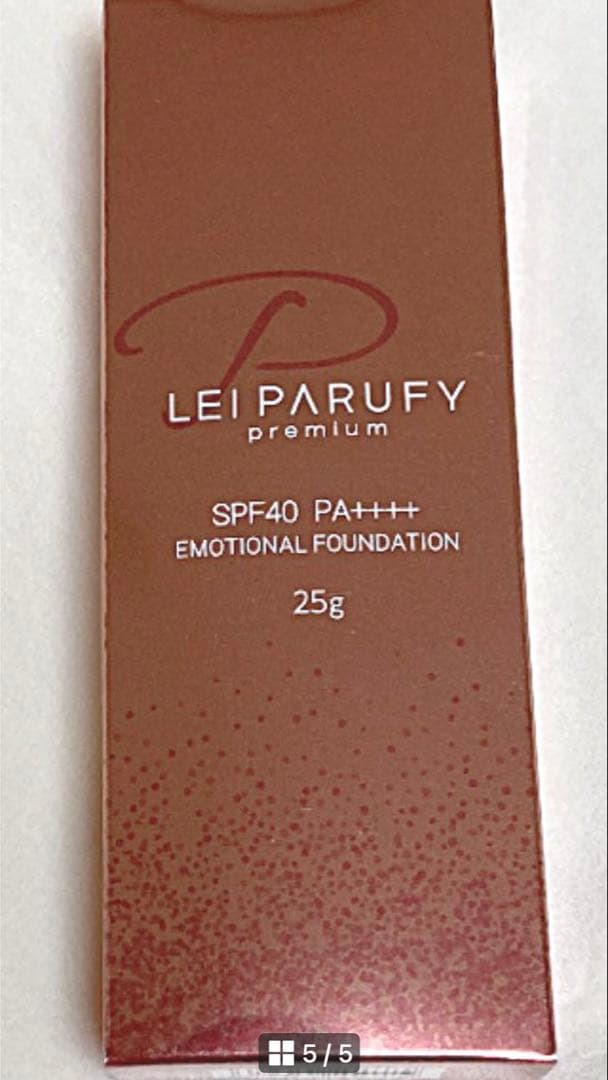 P
LEI PARUFY
premium
SPF40 PA++++
EMOTIONAL FOUNDATION
25g
5/5